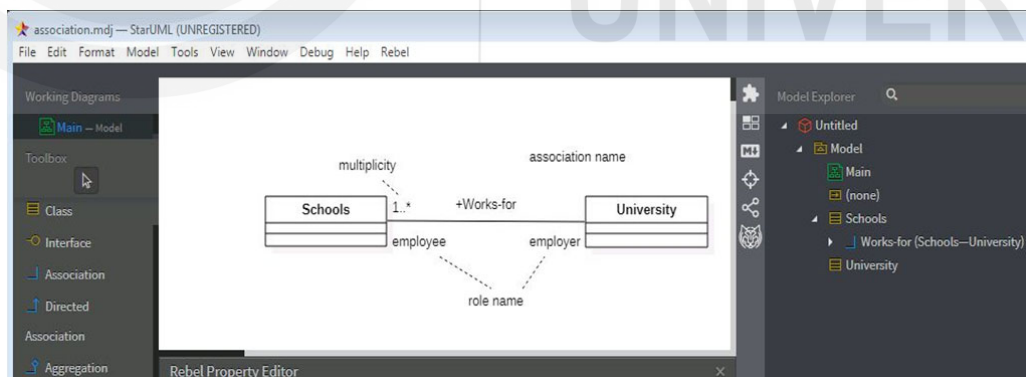 UNIVER
association.mdj — StarUML (UNREGISTERED)
File Edit Format Model Tools View Window Debug Help Rebel
Working Diagrams
Main — Model
Toolbox
Class
Interface
Association
Directed
Association
Aggregation
multiplicity
association name
Schools
1..*
+Works-for
University
employee
employer
role name
Rebel Property Editor
M+
Model Explorer
Untitled
Model
Main
(none)
Schools
Works-for (Schools—University)
University